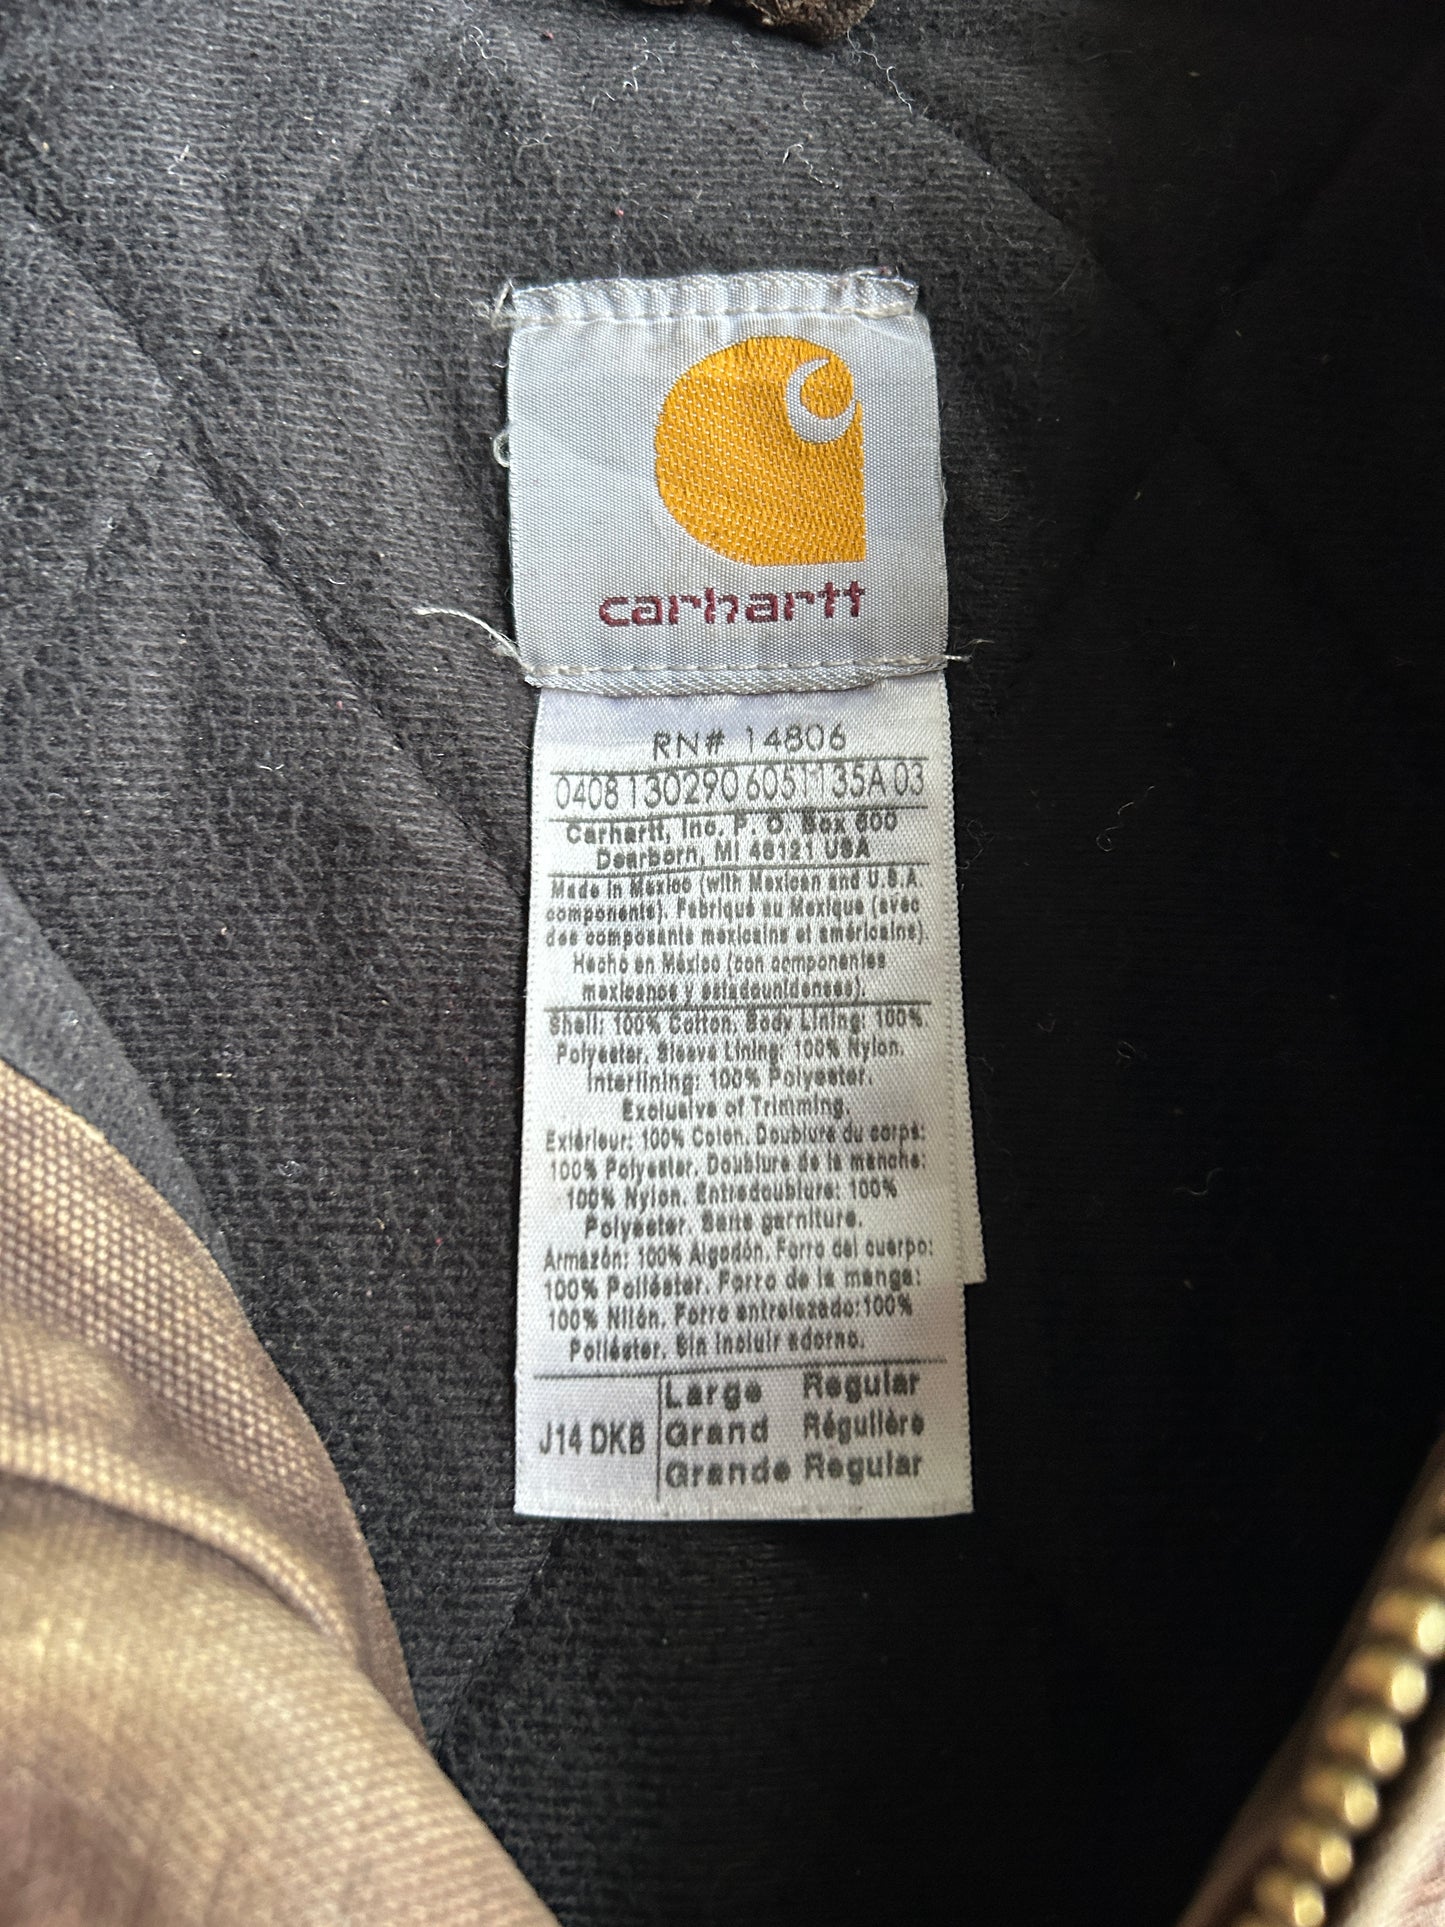 carhartt
RN# 14806
0408130290 6051135A 03
Carhartt, Inc. P. O. Box 600
Dearborn, MI 48121 USA
Made in Mexico (with Mexican and U.S.A.
components). Fabriqué au Mexique (avec
des composants mexicains et américains).
Hecho en México (con componentes
mexicanos y estadounidenses).
Shell: 100% Cotton. Body Lining: 100%
Polyester. Sleeve Lining: 100% Nylon.
Interlining: 100% Polyester.
Exclusive of Trimming.
Extérieur: 100% Coton. Doublure du corps:
100% Polyester. Doublure de la manche:
100% Nylon. Entredoublure: 100%
Polyester. Sans garniture.
Armazón: 100% Algodón. Forro del cuerpo:
100% Poliéster. Forro de la manga:
100% Nilón. Forro entrelazado:100%
Poliéster. Sin incluir adorno.
J14 DKB
Large Regular
Grand Régulière
Grande Regular